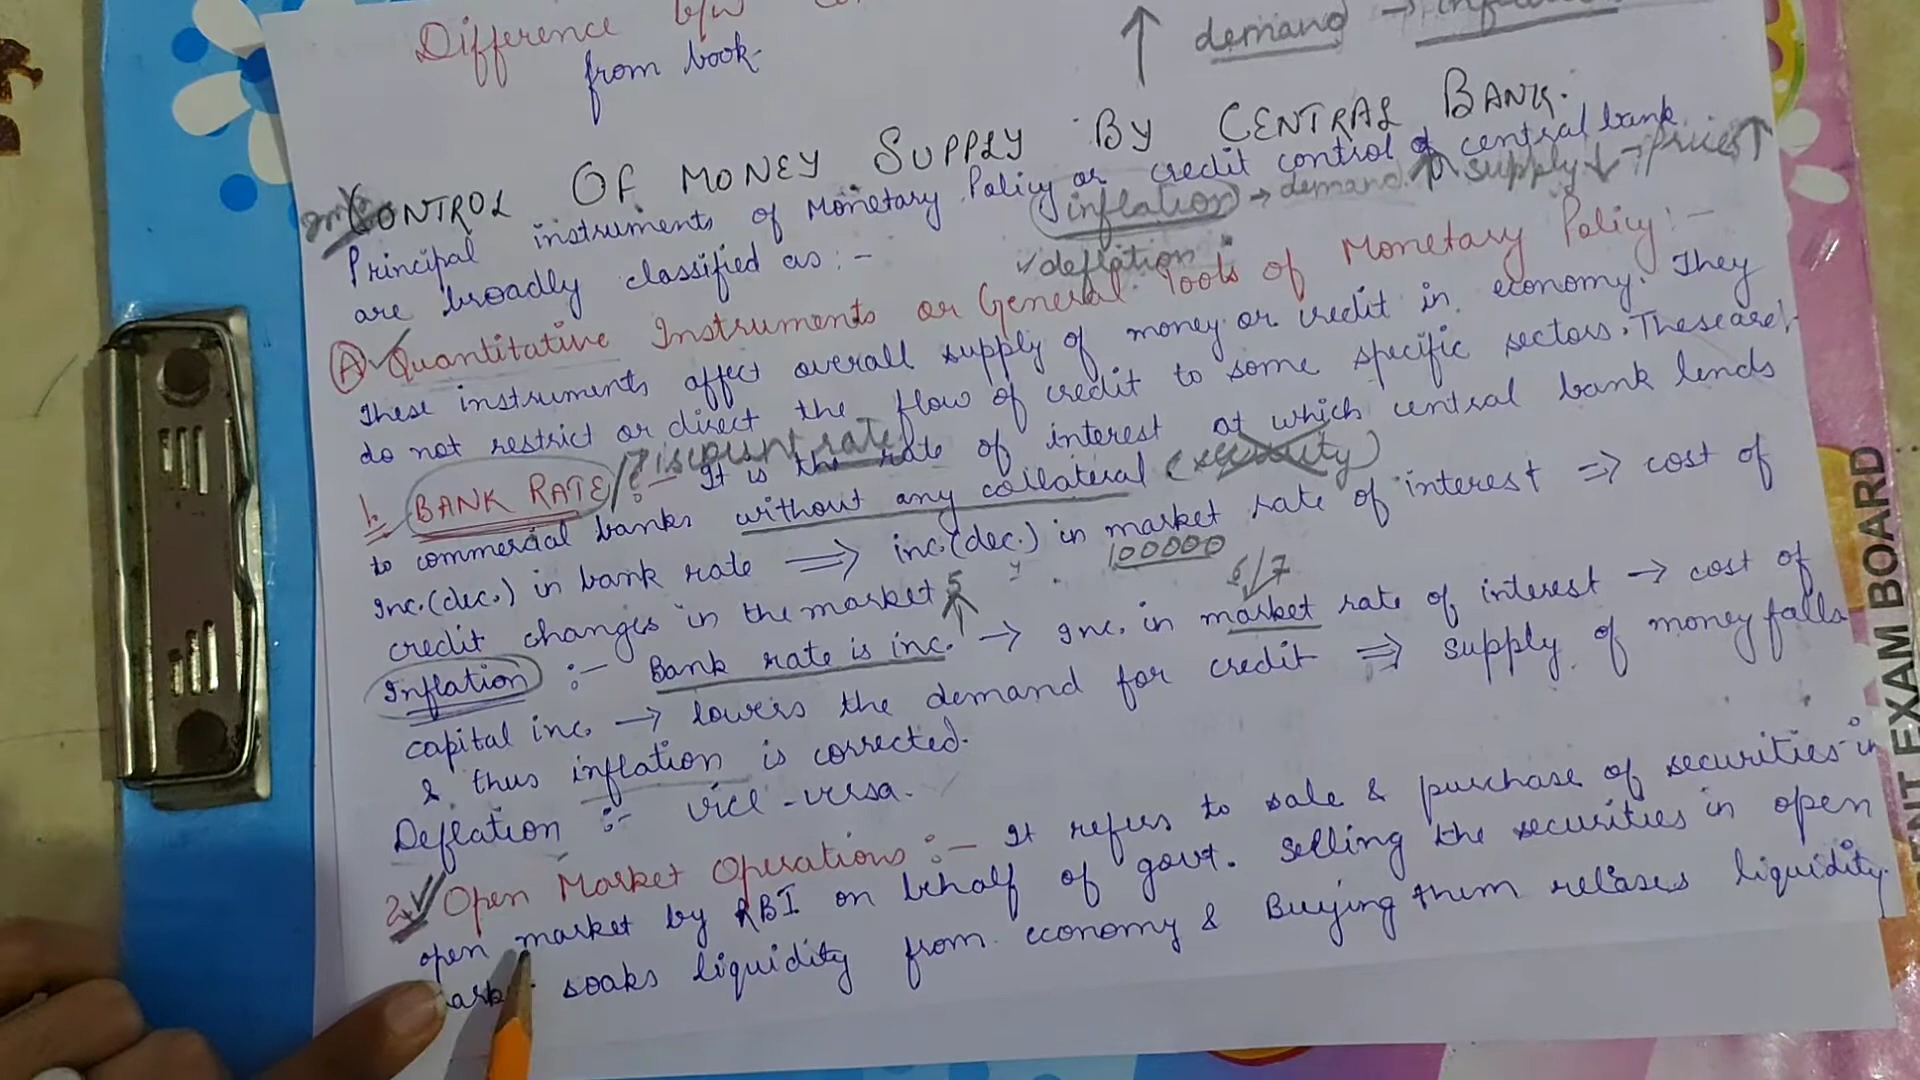 Difference b/w
from book-
↑ demand →
CONTROL OF MONEY SUPPLY BY CENTRAL BANK.
Principal instruments of Monetary Policy or credit control of central bank
inflation → demand ↑ supply ↓ → prices ↑
are broadly classified as :-
✓deflation
Ⓐ Quantitative Instruments or General Tools of Monetary Policy :-
These instruments affect overall supply of money or credit in economy. They
do not restrict or direct the flow of credit to some specific sectors. These are
1. BANK RATE / Discount rate :- It is the rate of interest at which central bank lends
to commercial banks without any collateral (security)
Inc.(dec.) in bank rate ⟹ inc.(dec.) in market rate of interest ⟹ cost of
100000
credit changes in the market 5
6/7
Inflation :- Bank rate is inc. → Inc. in market rate of interest → cost of
capital inc. → lowers the demand for credit ⟹ supply of money falls
& thus inflation is corrected.
Deflation :- vice-versa.
2. Open Market Operations :- It refers to sale & purchase of securities in
open market by RBI on behalf of govt. Selling the securities in open
soaks liquidity from economy & Buying them releases liquidity.
ENT EXAM BOARD